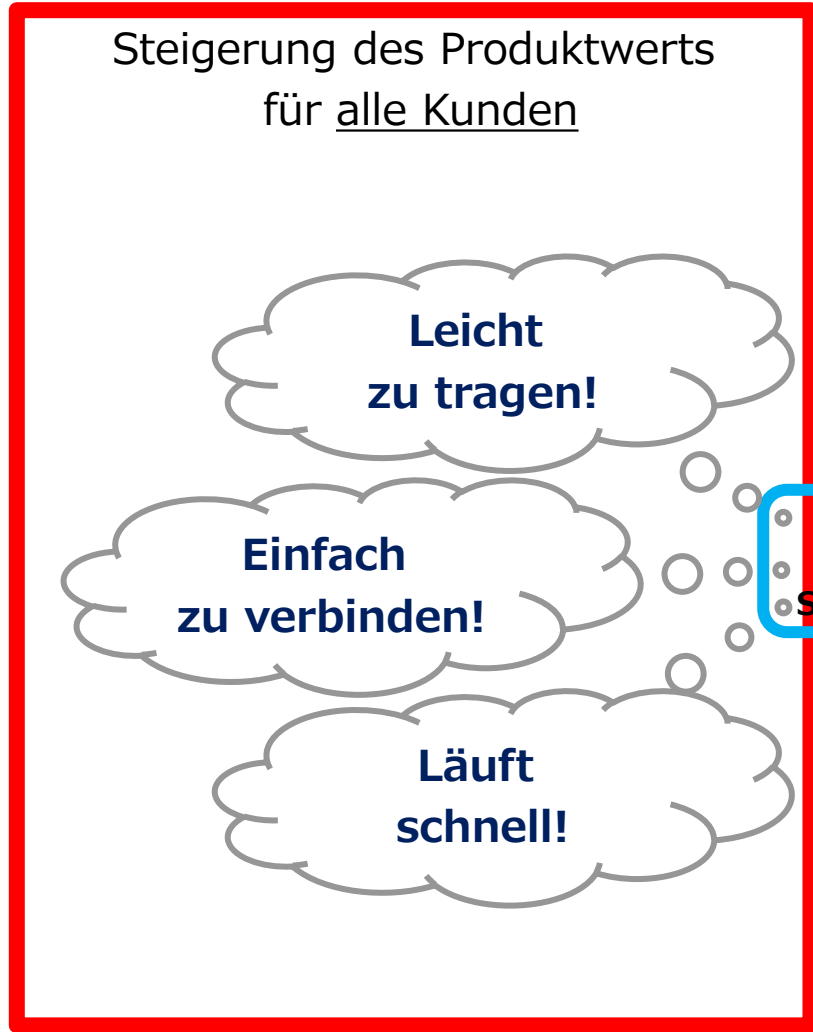 Steigerung des Produktwerts
für alle Kunden
Leicht
zu tragen!
Einfach
zu verbinden!
Läuft
schnell!